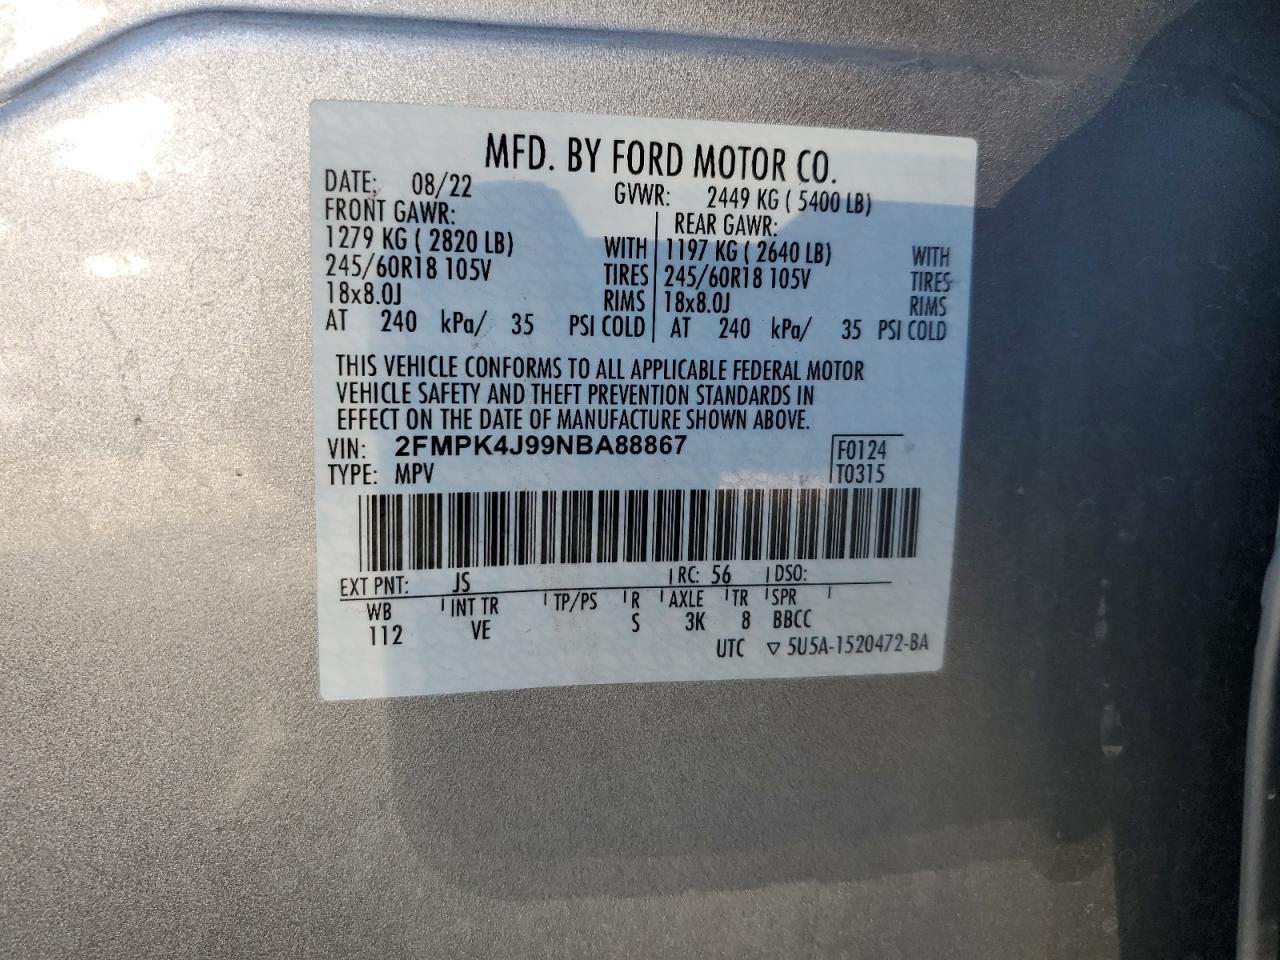 MFD. BY FORD MOTOR CO.
DATE: 08/22 GVWR: 2449 KG ( 5400 LB)
FRONT GAWR: REAR GAWR:
1279 KG ( 2820 LB) WITH 1197 KG ( 2640 LB) WITH
245/60R18 105V TIRES 245/60R18 105V TIRES
18x8.0J RIMS 18x8.0J RIMS
AT 240 kPa/ 35 PSI COLD AT 240 kPa/ 35 PSI COLD
THIS VEHICLE CONFORMS TO ALL APPLICABLE FEDERAL MOTOR
VEHICLE SAFETY AND THEFT PREVENTION STANDARDS IN
EFFECT ON THE DATE OF MANUFACTURE SHOWN ABOVE.
VIN: 2FMPK4J99NBA88867 F0124
TYPE: MPV T0315
EXT PNT: JS RC: 56 DSO:
WB INT TR TP/PS R AXLE TR SPR
112 VE S 3K 8 BBCC
UTC ▽ 5U5A-1520472-BA